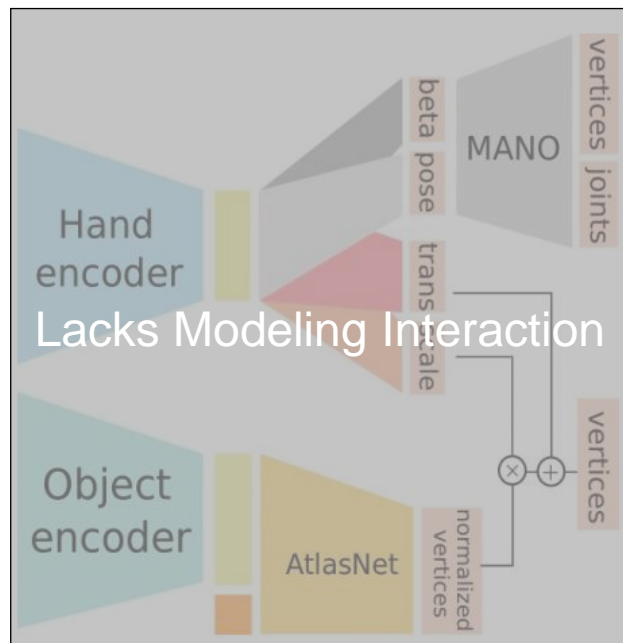 vertices
beta
MANO
pose
joints
Hand
encoder
trans
Lacks Modeling Interaction
scale
vertices
×
+
Object
encoder
AtlasNet
normalized
vertices